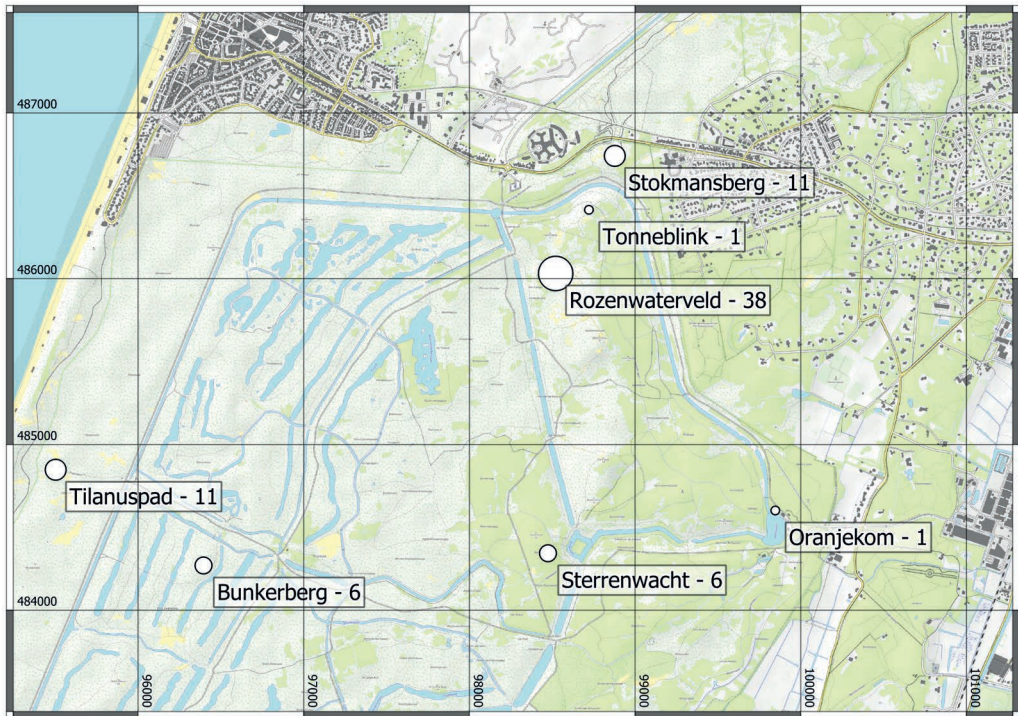 487000
Stokmansberg - 11
Tonneblink - 1
486000
Rozenwaterveld - 38
485000
Tilanuspad - 11
Oranjekom - 1
Sterrenwacht - 6
Bunkerberg - 6
484000
96000
97000
98000
99000
100000
101000